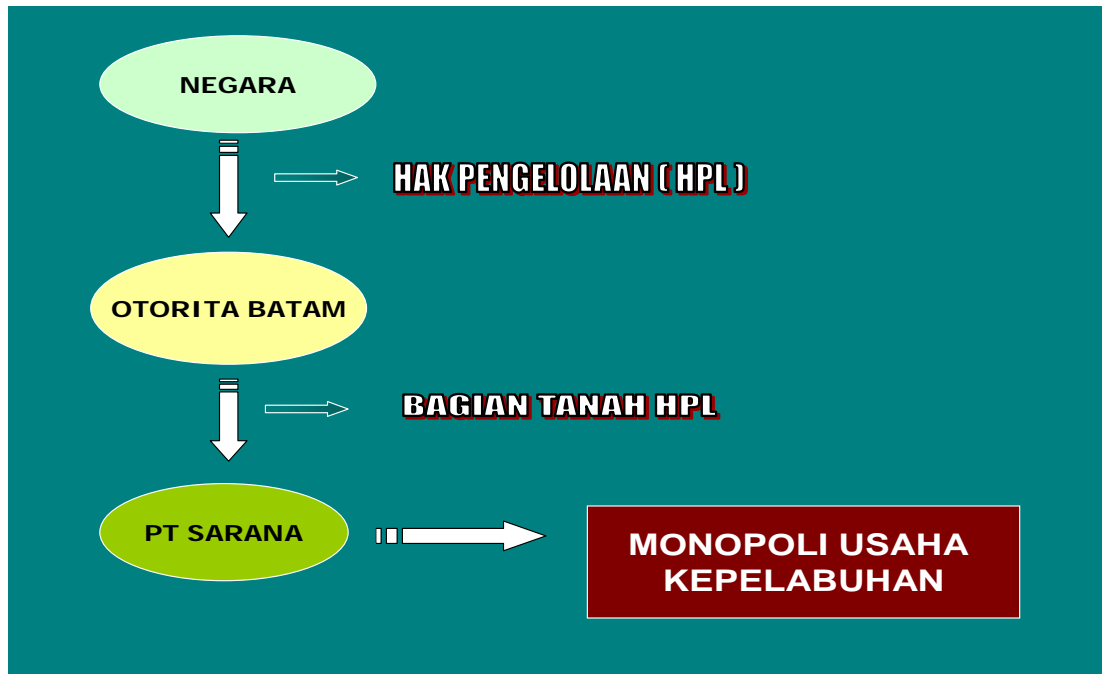 NEGARA
HAK PENGELOLAAN ( HPL )
OTORITA BATAM
BAGIAN TANAH HPL
PT SARANA
MONOPOLI USAHA
KEPELABUHAN